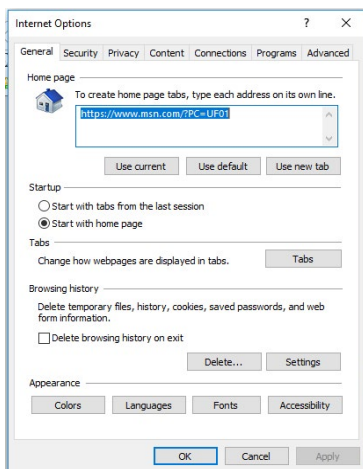 Internet Options ? X
General Security Privacy Content Connections Programs Advanced
Home page
To create home page tabs, type each address on its own line.
https://www.msn.com/?PC=UF01
Use current Use default Use new tab
Startup
Start with tabs from the last session
Start with home page
Tabs
Change how webpages are displayed in tabs. Tabs
Browsing history
Delete temporary files, history, cookies, saved passwords, and web
form information.
Delete browsing history on exit
Delete... Settings
Appearance
Colors Languages Fonts Accessibility
OK Cancel Apply